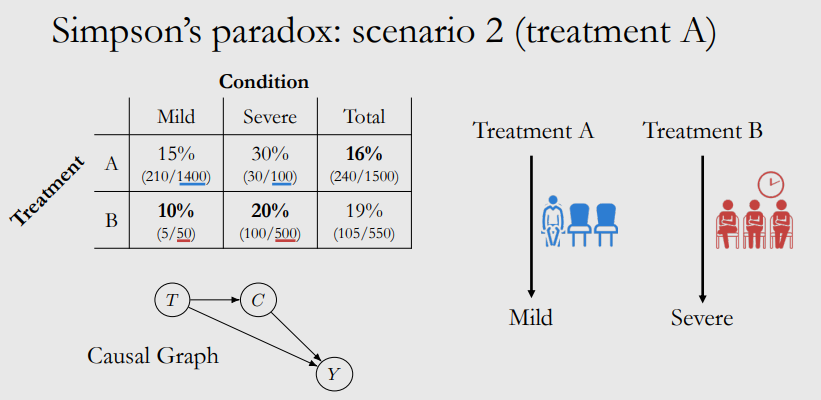 Simpson's paradox: scenario 2 (treatment A)
Condition
Mild Severe Total
Treatment
A 15% 30% 16%
(210/1400) (30/100) (240/1500)
B 10% 20% 19%
(5/50) (100/500) (105/550)
T C
Y
Causal Graph
Treatment A Treatment B
Mild Severe